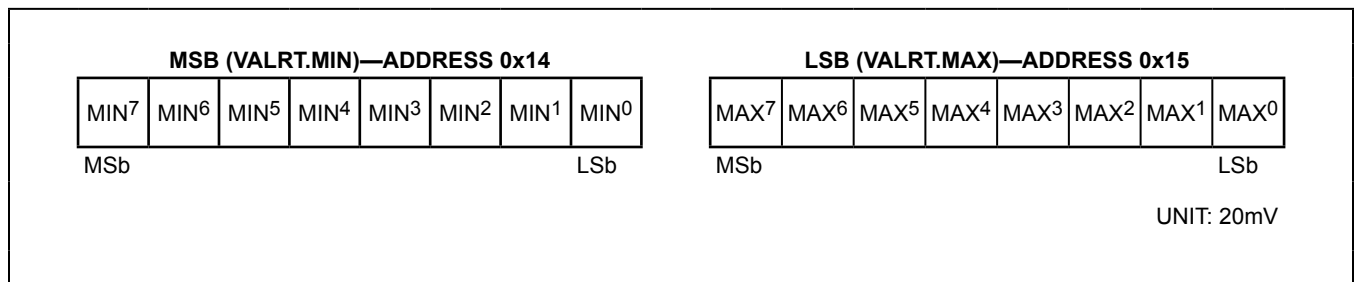 MSB (VALRT.MIN)—ADDRESS 0x14
MIN7 MIN6 MIN5 MIN4 MIN3 MIN2 MIN1 MIN0
MSb LSb
LSB (VALRT.MAX)—ADDRESS 0x15
MAX7 MAX6 MAX5 MAX4 MAX3 MAX2 MAX1 MAX0
MSb LSb
UNIT: 20mV